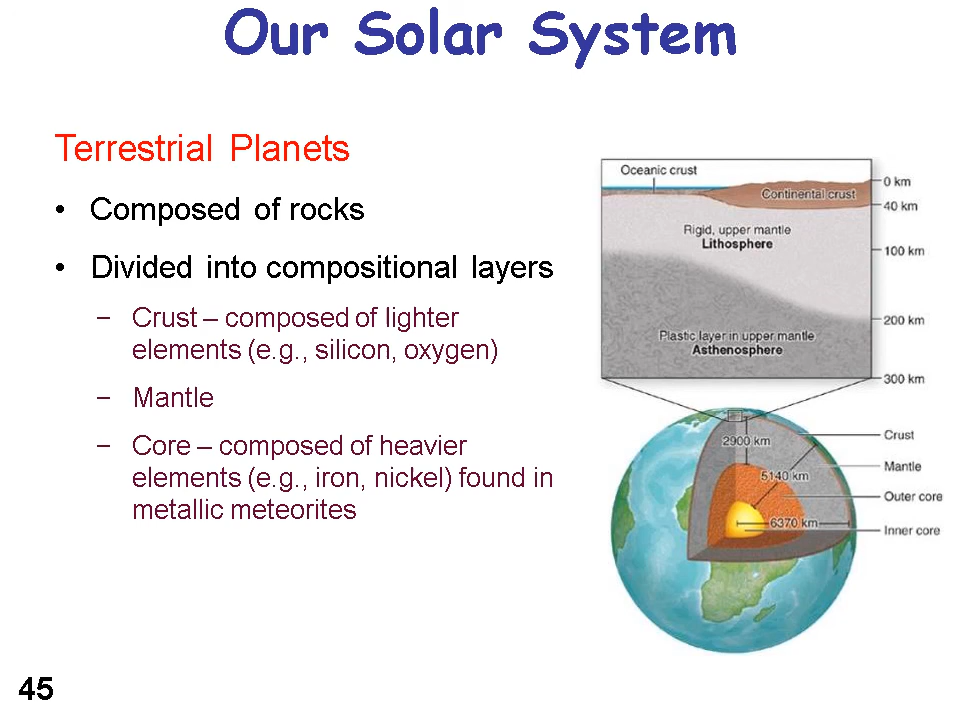 Our Solar System
Terrestrial Planets
• Composed of rocks
• Divided into compositional layers
− Crust – composed of lighter
elements (e.g., silicon, oxygen)
− Mantle
− Core – composed of heavier
elements (e.g., iron, nickel) found in
metallic meteorites
Oceanic crust
Continental crust
0 km
40 km
Rigid, upper mantle
Lithosphere
100 km
200 km
Plastic layer in upper mantle
Asthenosphere
300 km
2900 km
5140 km
6370 km
Crust
Mantle
Outer core
Inner core
45